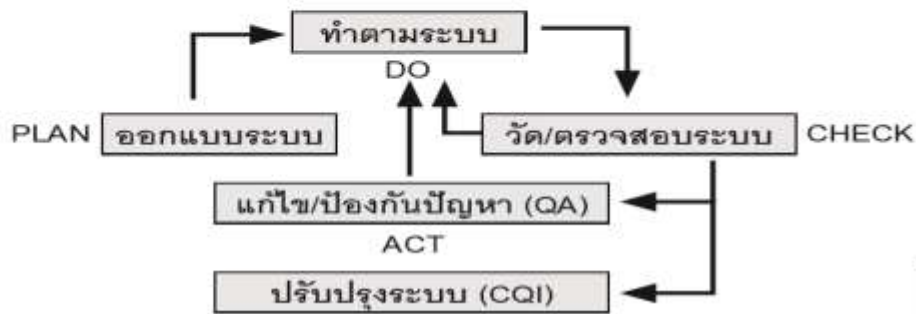 ทำตามระบบ
DO
PLAN ออกแบบระบบ
วัด/ตรวจสอบระบบ CHECK
แก้ไข/ป้องกันปัญหา (QA)
ACT
ปรับปรุงระบบ (CQI)